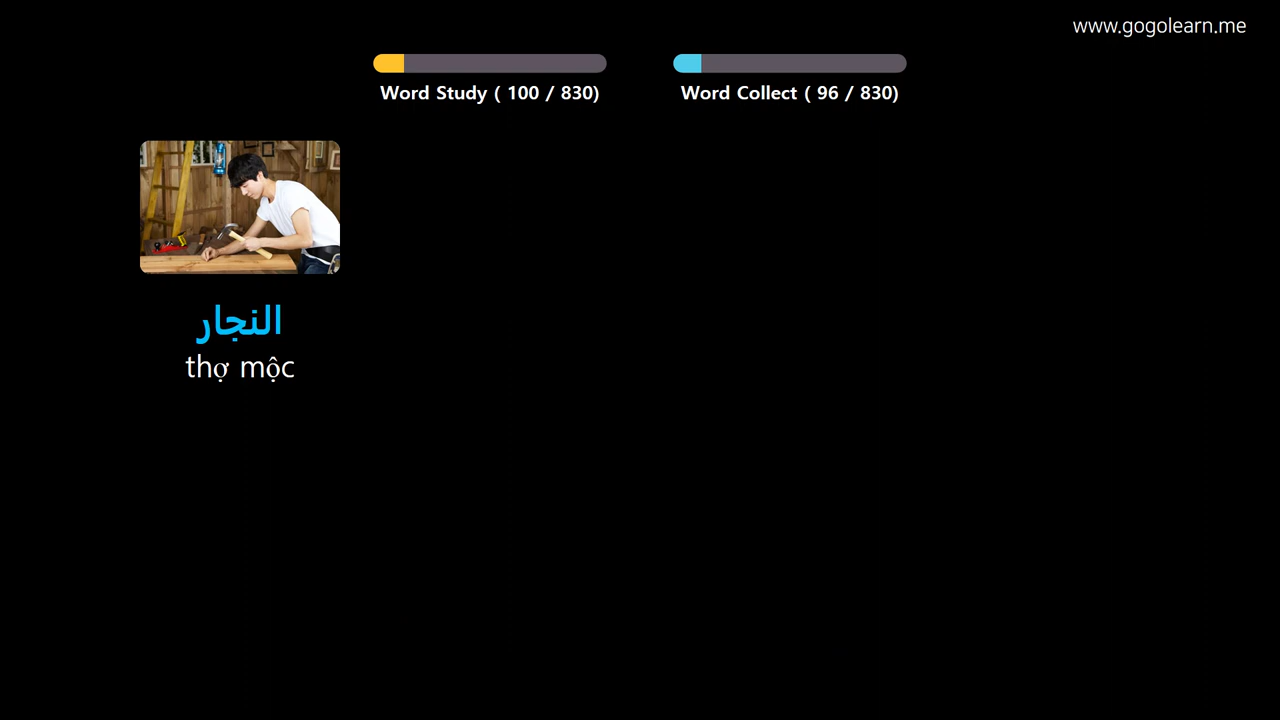 www.gogolearn.me
Word Study ( 100 / 830)
Word Collect ( 96 / 830)
النجار
thợ mộc